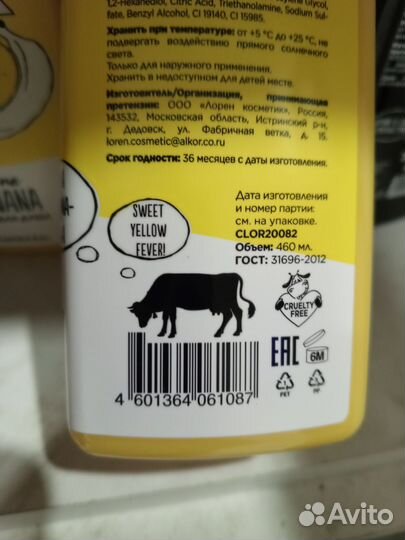 1,2-Hexanediol, Citric Acid, Triethanolamine, Sodium Sul-
fate, Benzyl Alcohol, CI 19140, CI 15985.
Хранить при температуре: от +5 °C до +25 °C, не
подвергать воздействию прямого солнечного
света.
Только для наружного применения.
Хранить в недоступном для детей месте.
Изготовитель/Организация, принимающая
претензии: ООО «Лорен косметик», Россия,
143532, Московская область, Истринский р-н,
г. Дедовск, ул. Фабричная ветка, д. 15.
loren.cosmetic@alkor.co.ru
Срок годности: 36 месяцев с даты изготовления.
Дата изготовления
и номер партии:
см. на упаковке.
CLOR20082
Объем: 460 мл.
ГОСТ: 31696-2012
SWEET
YELLOW
FEVER!
CRUELTY
FREE
EAC
6M
1
PET
5
PP
4 601364 061087
ANANA
Avito